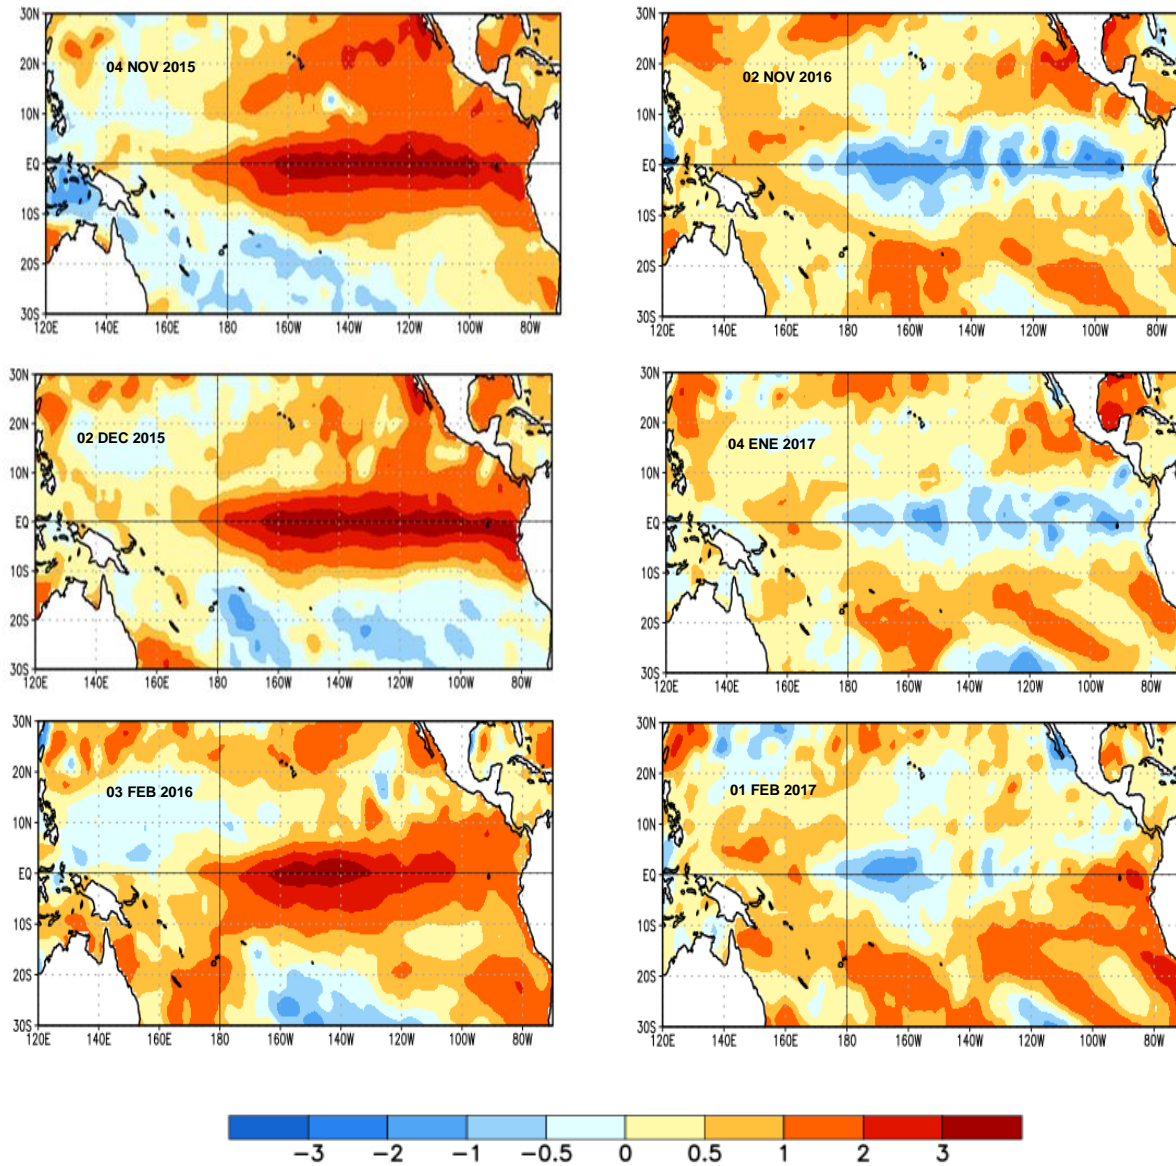 30N
20N
10N
EQ
10S
20S
30S
04 NOV 2015
120E 140E 160E 180 160W 140W 120W 100W 80W
30N
20N
10N
EQ
10S
20S
30S
02 NOV 2016
120E 140E 160E 180 160W 140W 120W 100W 80W
30N
20N
10N
EQ
10S
20S
30S
02 DEC 2015
120E 140E 160E 180 160W 140W 120W 100W 80W
30N
20N
10N
EQ
10S
20S
30S
04 ENE 2017
120E 140E 160E 180 160W 140W 120W 100W 80W
30N
20N
10N
EQ
10S
20S
30S
03 FEB 2016
120E 140E 160E 180 160W 140W 120W 100W 80W
30N
20N
10N
EQ
10S
20S
30S
01 FEB 2017
120E 140E 160E 180 160W 140W 120W 100W 80W
-3 -2 -1 -0.5 0 0.5 1 2 3